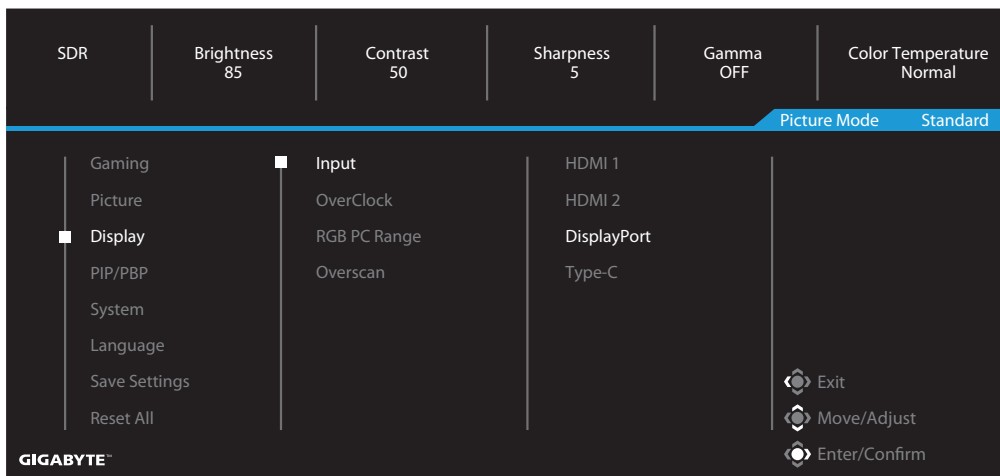 SDR
Brightness
85
Contrast
50
Sharpness
5
Gamma
OFF
Color Temperature
Normal
Picture Mode Standard
Gaming
Picture
Display
PIP/PBP
System
Language
Save Settings
Reset All
Input
OverClock
RGB PC Range
Overscan
HDMI 1
HDMI 2
DisplayPort
Type-C
Exit
Move/Adjust
Enter/Confirm
GIGABYTE™